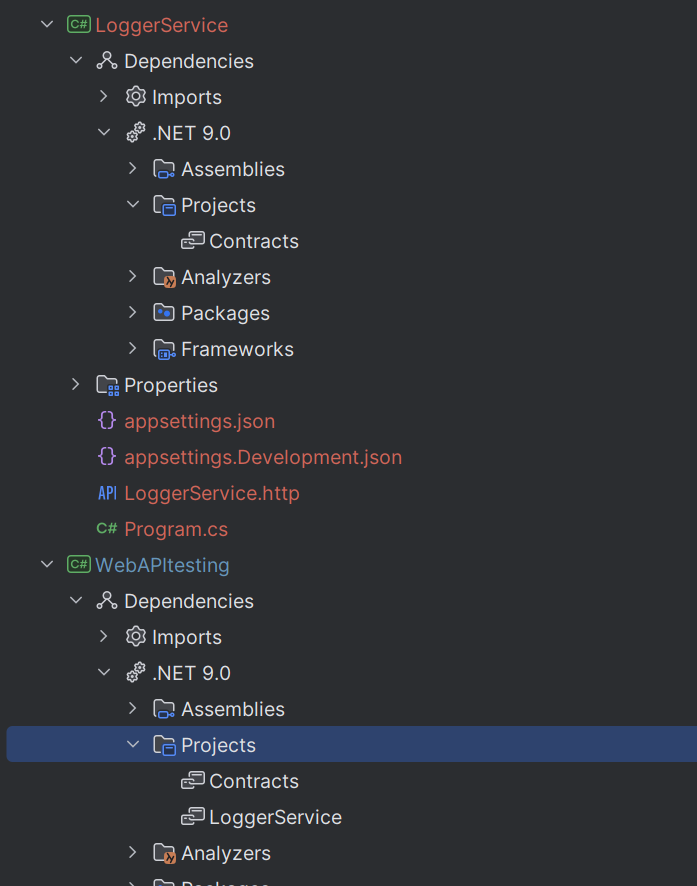 C# LoggerService
Dependencies
Imports
.NET 9.0
Assemblies
Projects
Contracts
Analyzers
Packages
Frameworks
Properties
{} appsettings.json
{} appsettings.Development.json
API LoggerService.http
C# Program.cs
C# WebAPItesting
Dependencies
Imports
.NET 9.0
Assemblies
Projects
Contracts
LoggerService
Analyzers
Packages